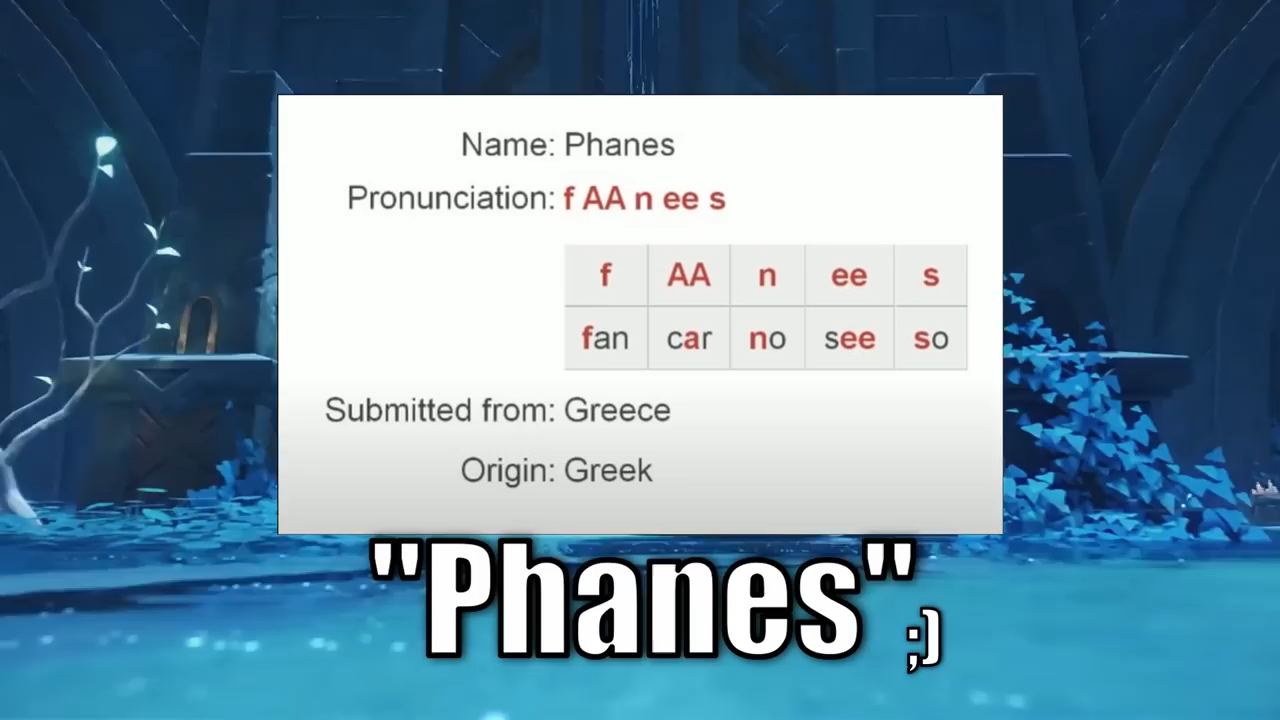 Name: Phanes
Pronunciation: f AA n ee s
f AA n ee s
fan car no see so
Submitted from: Greece
Origin: Greek
"Phanes" ;)